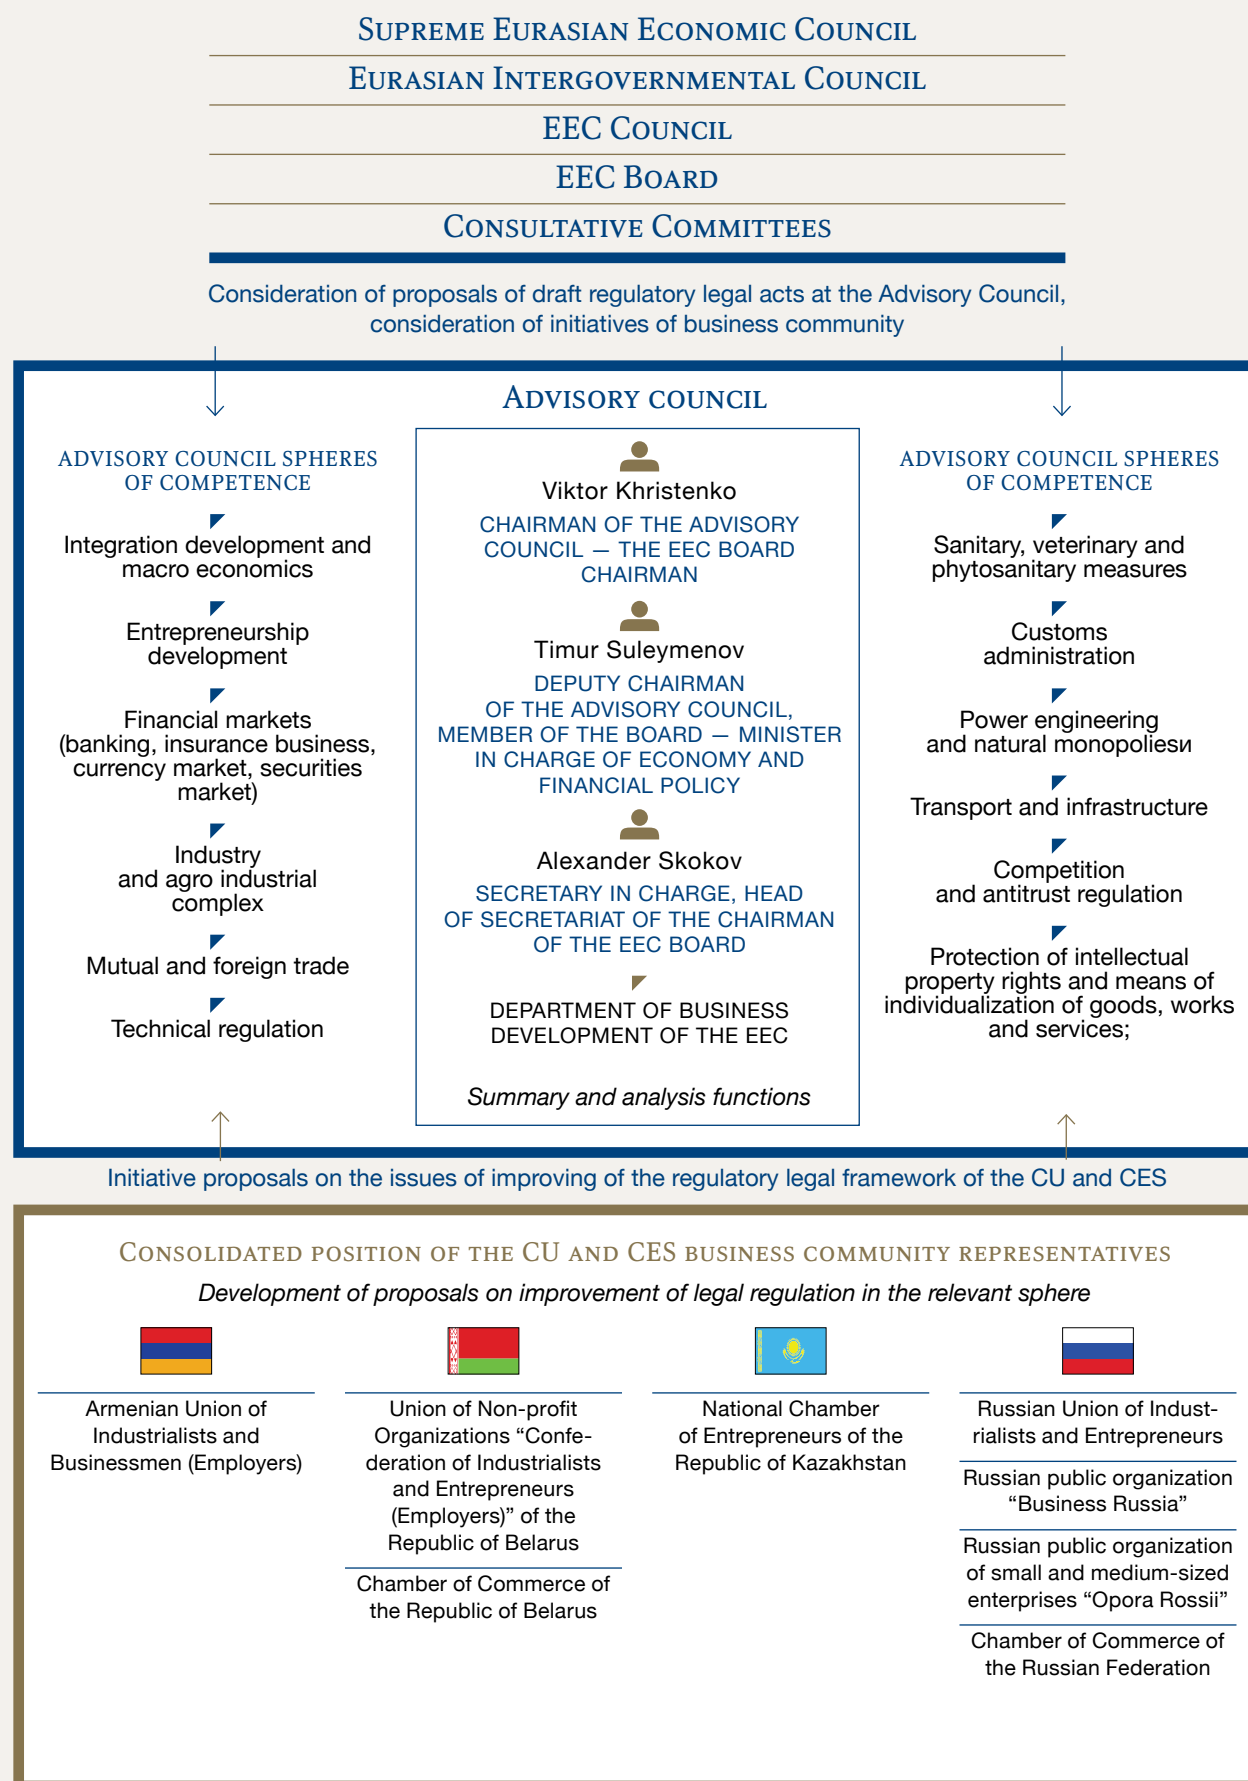 SUPREME EURASIAN ECONOMIC COUNCIL
EURASIAN INTERGOVERNMENTAL COUNCIL
EEC COUNCIL
EEC BOARD
CONSULTATIVE COMMITTEES
Consideration of proposals of draft regulatory legal acts at the Advisory Council,
consideration of initiatives of business community
ADVISORY COUNCIL
ADVISORY COUNCIL SPHERES
OF COMPETENCE
Integration development and
macro economics
Entrepreneurship
development
Financial markets
(banking, insurance business,
currency market, securities
market)
Industry
and agro industrial
complex
Mutual and foreign trade
Technical regulation
Viktor Khristenko
CHAIRMAN OF THE ADVISORY
COUNCIL — THE EEC BOARD
CHAIRMAN
Timur Suleymenov
DEPUTY CHAIRMAN
OF THE ADVISORY COUNCIL,
MEMBER OF THE BOARD — MINISTER
IN CHARGE OF ECONOMY AND
FINANCIAL POLICY
Alexander Skokov
SECRETARY IN CHARGE, HEAD
OF SECRETARIAT OF THE CHAIRMAN
OF THE EEC BOARD
DEPARTMENT OF BUSINESS
DEVELOPMENT OF THE EEC
Summary and analysis functions
ADVISORY COUNCIL SPHERES
OF COMPETENCE
Sanitary, veterinary and
phytosanitary measures
Customs
administration
Power engineering
and natural monopoliesи
Transport and infrastructure
Competition
and antitrust regulation
Protection of intellectual
property rights and means of
individualization of goods, works
and services;
Initiative proposals on the issues of improving of the regulatory legal framework of the CU and CES
CONSOLIDATED POSITION OF THE CU AND CES BUSINESS COMMUNITY REPRESENTATIVES
Development of proposals on improvement of legal regulation in the relevant sphere
Armenian Union of
Industrialists and
Businessmen (Employers)
Union of Non-profit
Organizations “Confe-
deration of Industrialists
and Entrepreneurs
(Employers)” of the
Republic of Belarus
Chamber of Commerce of
the Republic of Belarus
National Chamber
of Entrepreneurs of the
Republic of Kazakhstan
Russian Union of Indust-
rialists and Entrepreneurs
Russian public organization
“Business Russia”
Russian public organization
of small and medium-sized
enterprises “Opora Rossii”
Chamber of Commerce of
the Russian Federation